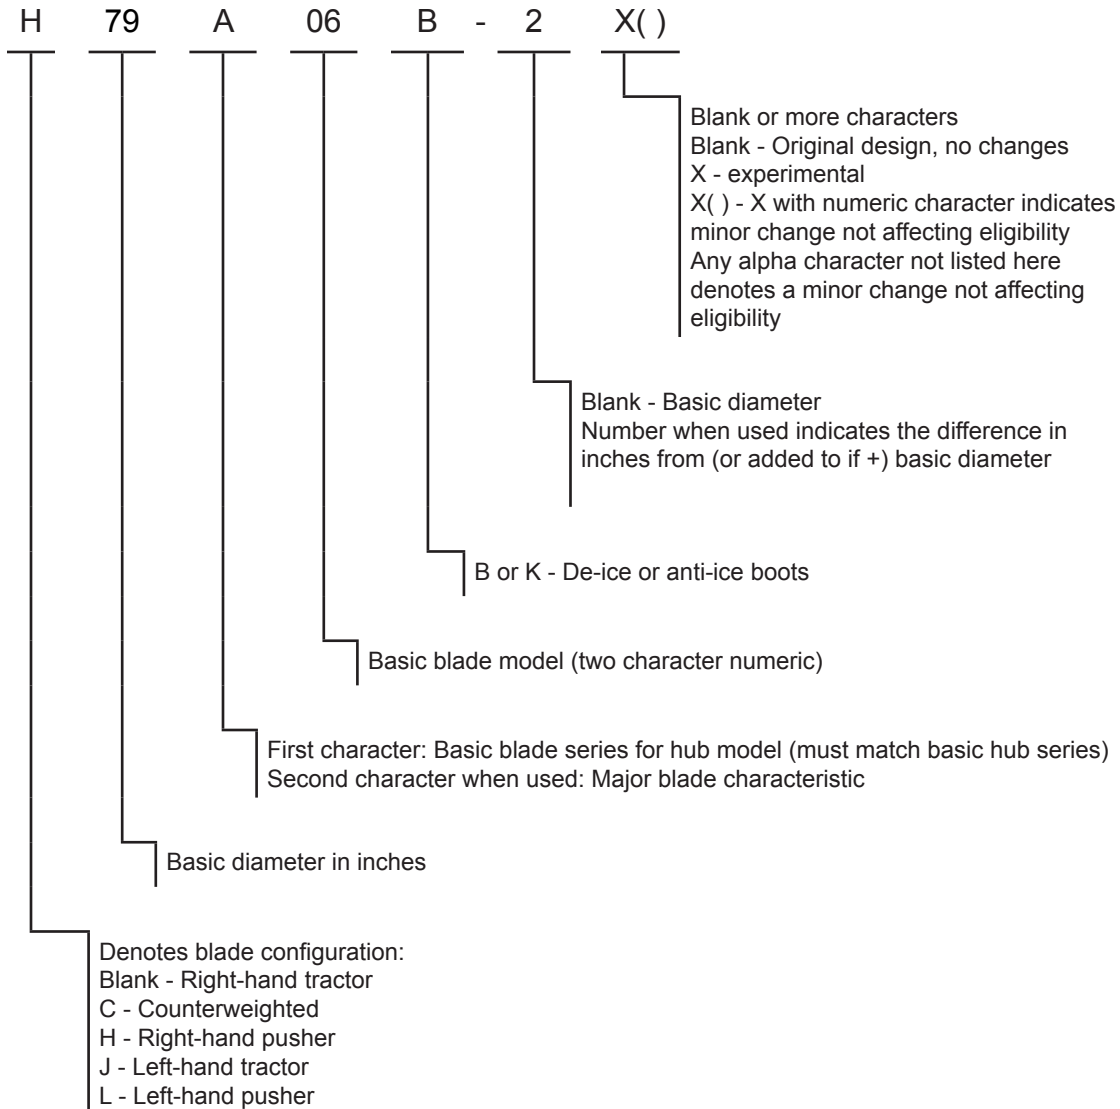 H 79 A 06 B - 2 X( )
Blank or more characters
Blank - Original design, no changes
X - experimental
X( ) - X with numeric character indicates
minor change not affecting eligibility
Any alpha character not listed here
denotes a minor change not affecting
eligibility
Blank - Basic diameter
Number when used indicates the difference in
inches from (or added to if +) basic diameter
B or K - De-ice or anti-ice boots
Basic blade model (two character numeric)
First character: Basic blade series for hub model (must match basic hub series)
Second character when used: Major blade characteristic
Basic diameter in inches
Denotes blade configuration:
Blank - Right-hand tractor
C - Counterweighted
H - Right-hand pusher
J - Left-hand tractor
L - Left-hand pusher